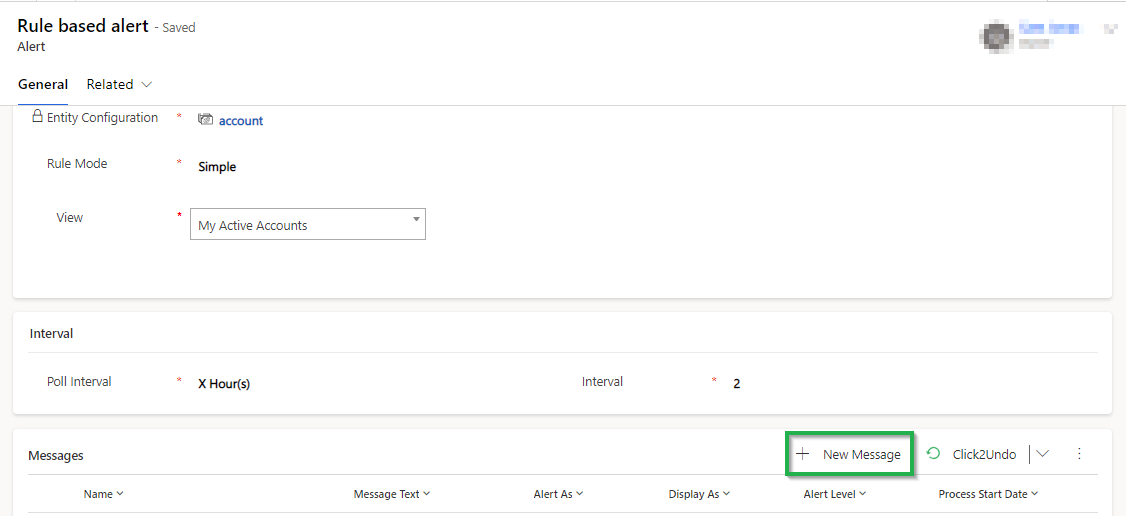 Rule based alert - Saved
Alert
General Related
Entity Configuration * account
Rule Mode * Simple
View * My Active Accounts
Interval
Poll Interval * X Hour(s) Interval * 2
Messages + New Message Click2Undo
Name Message Text Alert As Display As Alert Level Process Start Date